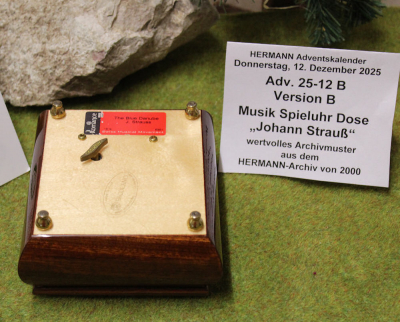 HERMANN Adventskalender
Donnerstag, 12. Dezember 2025
Adv. 25-12 B
Version B
Musik Spieluhr Dose
„Johann Strauß“
wertvolles Archivmuster
aus dem
HERMANN-Archiv von 2000
The Blue Danube
J. Strauss